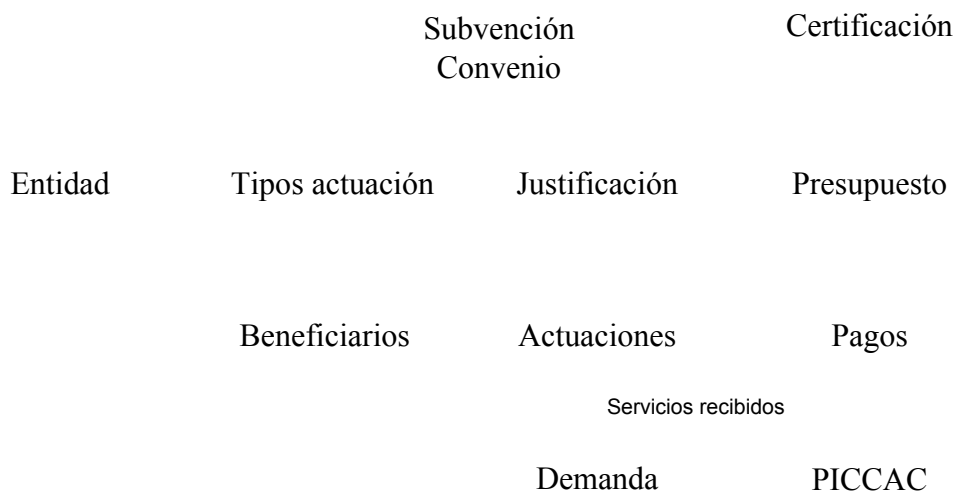 Subvención
Convenio
Certificación
Entidad
Tipos actuación
Justificación
Presupuesto
Beneficiarios
Actuaciones
Pagos
Servicios recibidos
Demanda
PICCAC